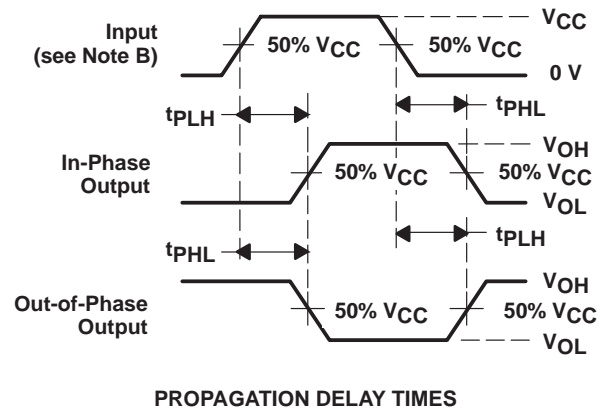 Input
(see Note B)
50% VCC
50% VCC
VCC
0 V
tPLH
tPHL
In-Phase
Output
50% VCC
VOH
50% VCC
VOL
tPHL
tPLH
Out-of-Phase
Output
50% VCC
VOH
50% VCC
VOL
PROPAGATION DELAY TIMES